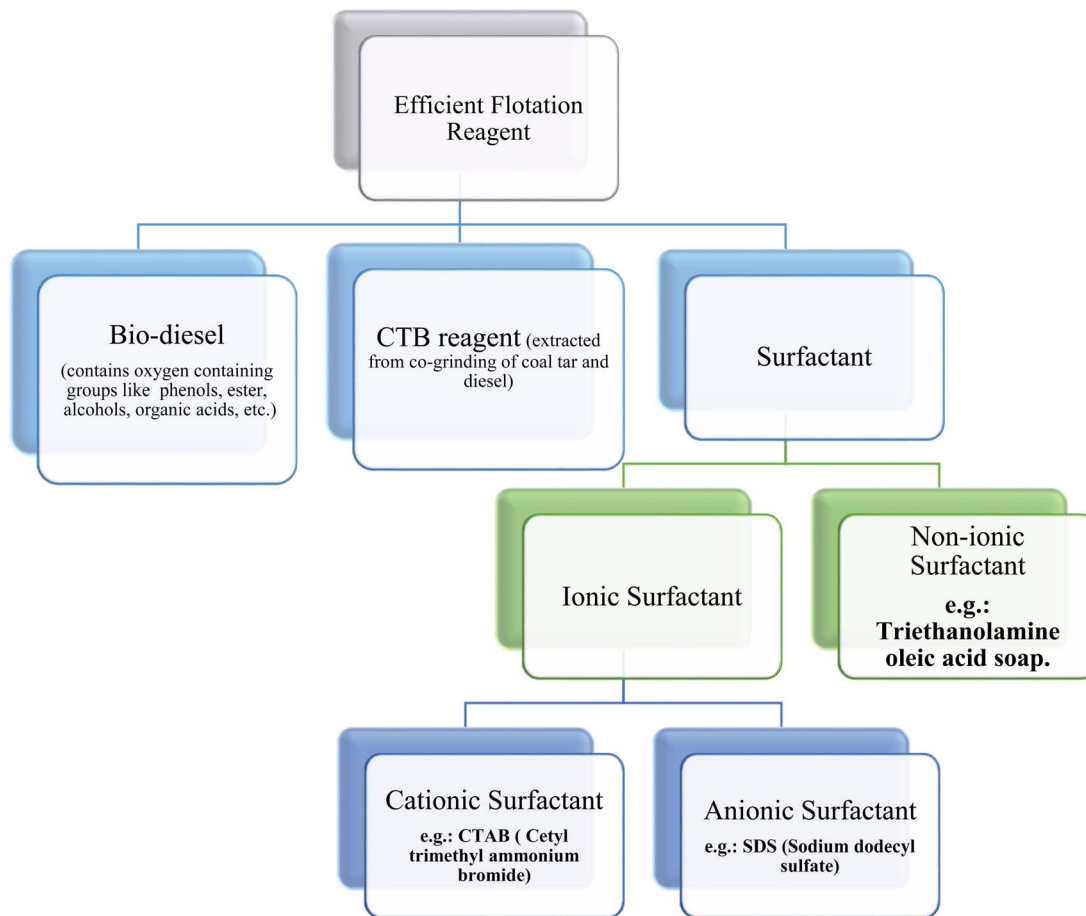 Efficient Flotation
Reagent
Bio-diesel
(contains oxygen containing
groups like phenols, ester,
alcohols, organic acids, etc.)
CTB reagent (extracted
from co-grinding of coal tar and
diesel)
Surfactant
Ionic Surfactant
Non-ionic
Surfactant
e.g.:
Triethanolamine
oleic acid soap.
Cationic Surfactant
e.g.: CTAB ( Cetyl
trimethyl ammonium
bromide)
Anionic Surfactant
e.g.: SDS (Sodium dodecyl
sulfate)